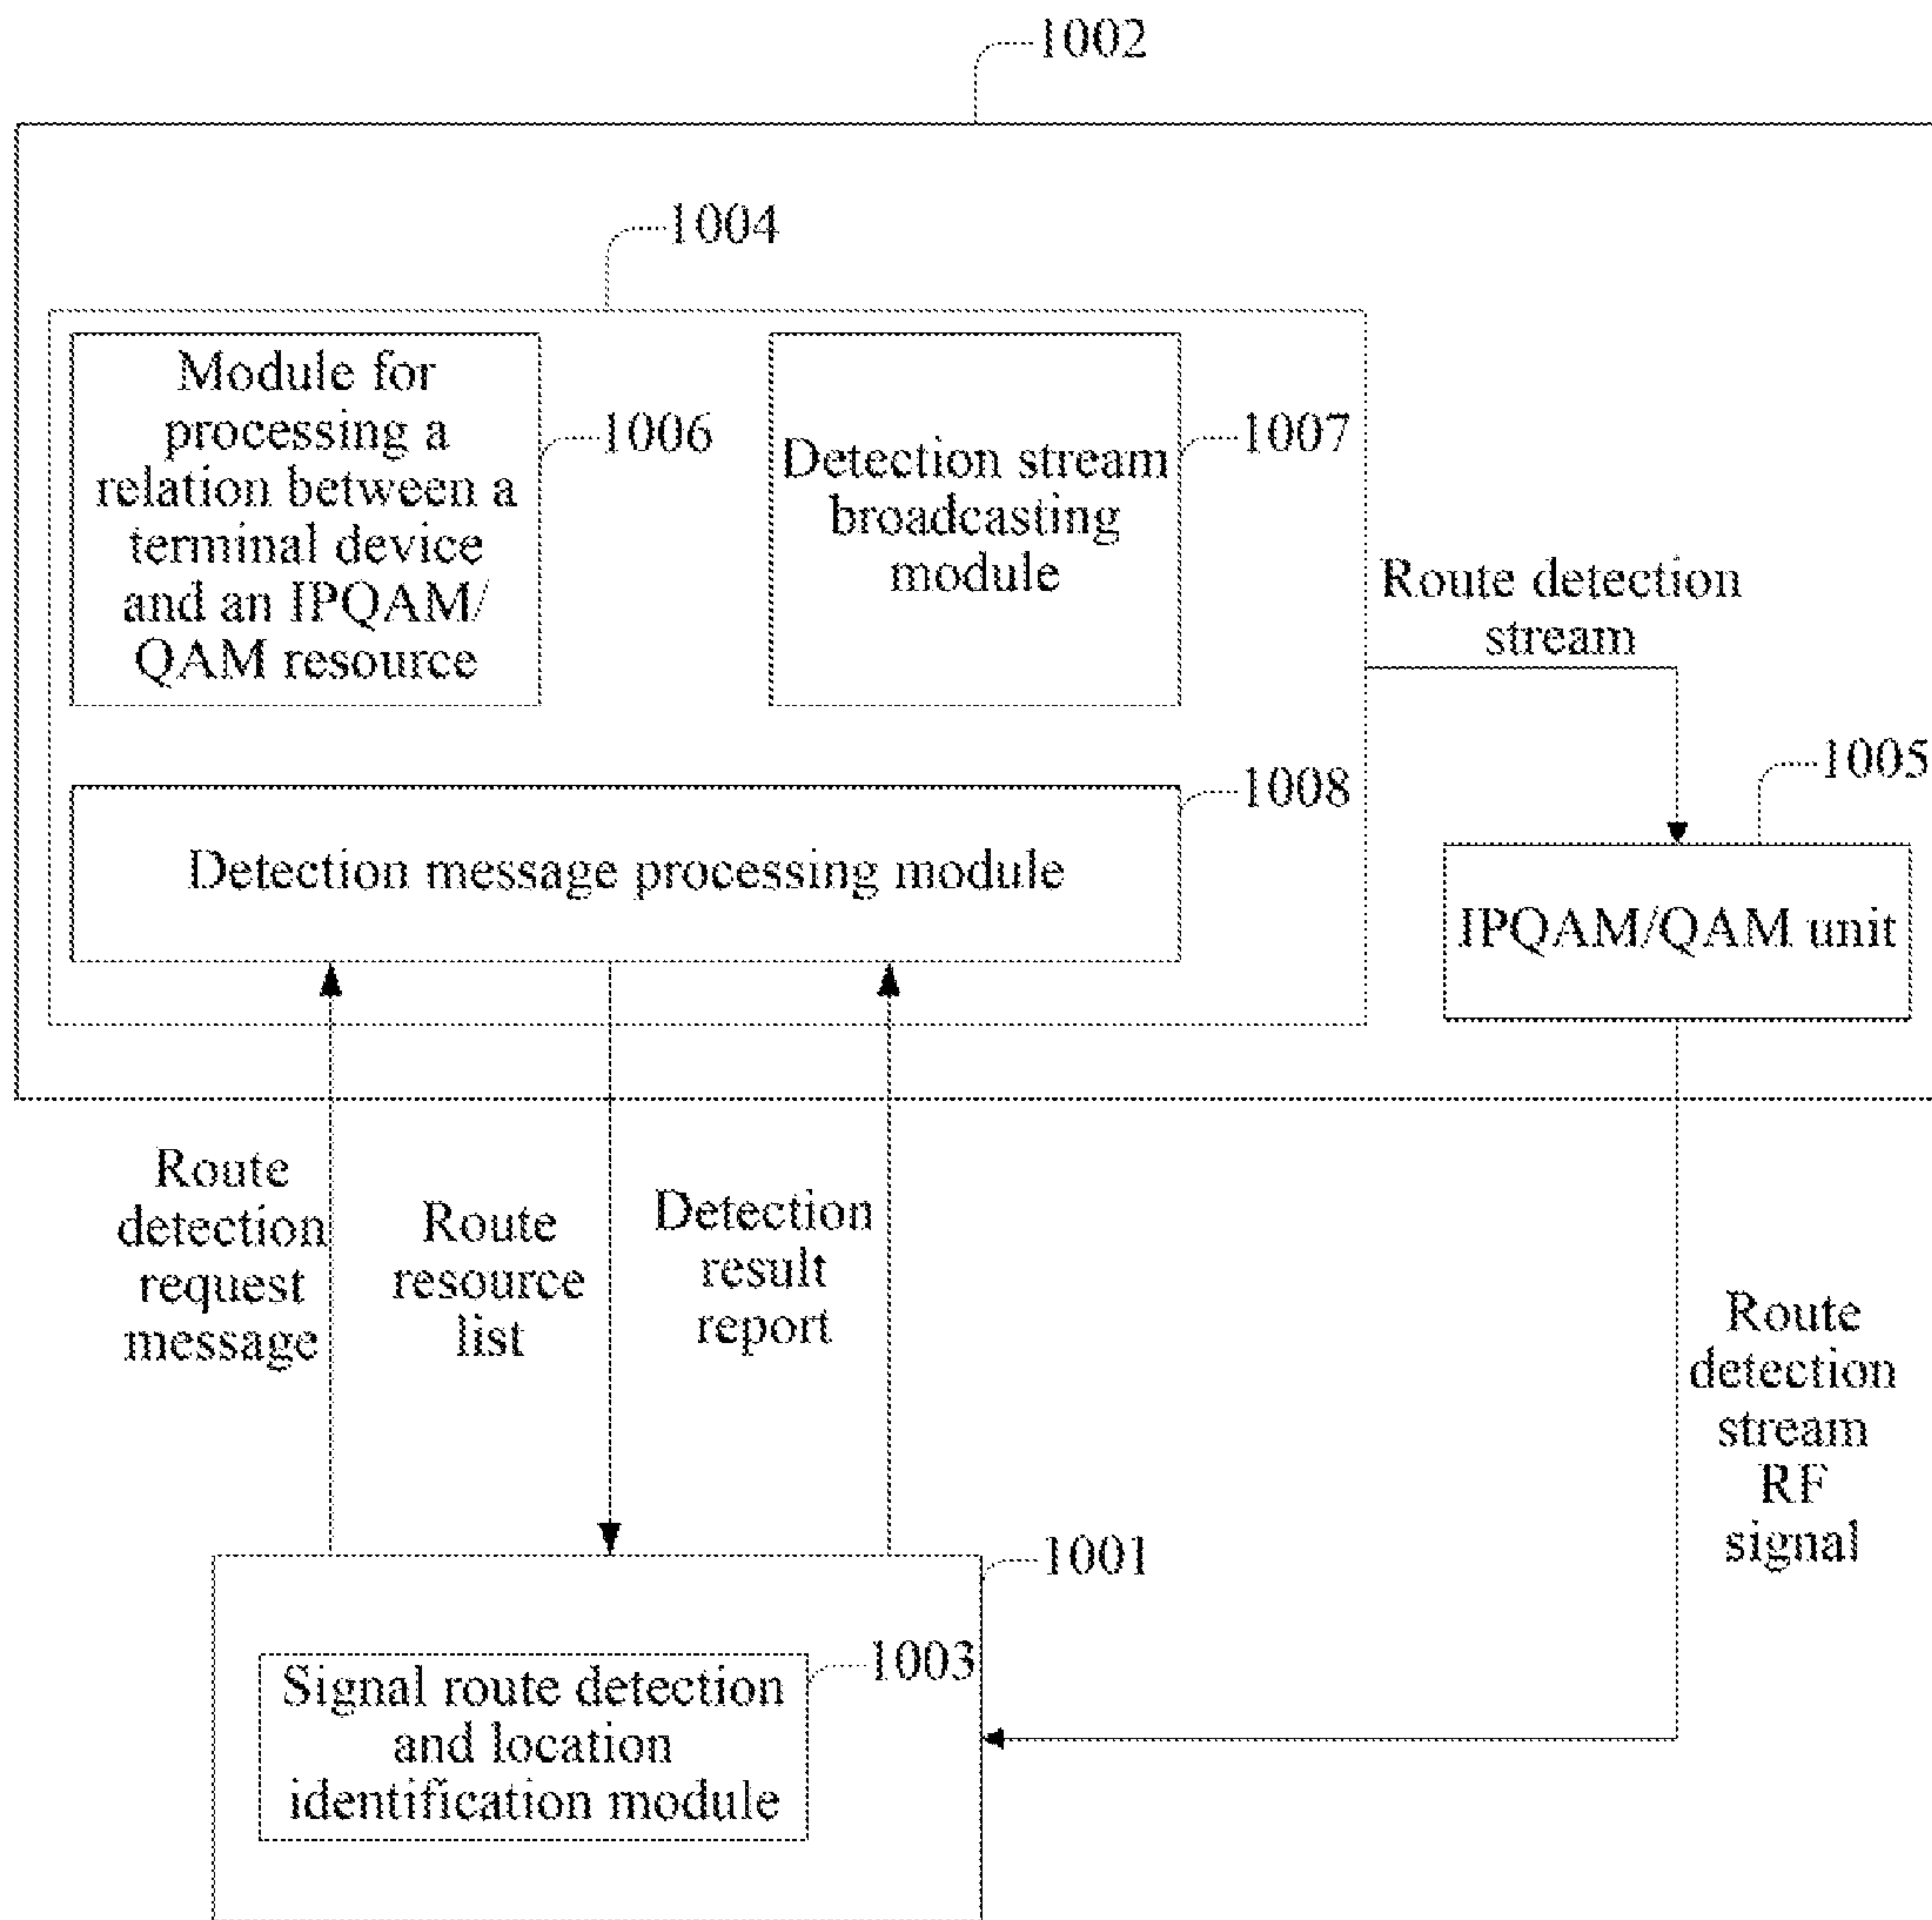 1002
1004
Module for
processing a
relation between a
terminal device
and an IPQAM/
QAM resource
1006
Detection stream
broadcasting
module
1007
Route detection
stream
1008
Detection message processing module
1005
IPQAM/QAM unit
Route
detection
request
message
Route
resource
list
Detection
result
report
Route
detection
stream
RF
signal
1001
1003
Signal route detection
and location
identification module